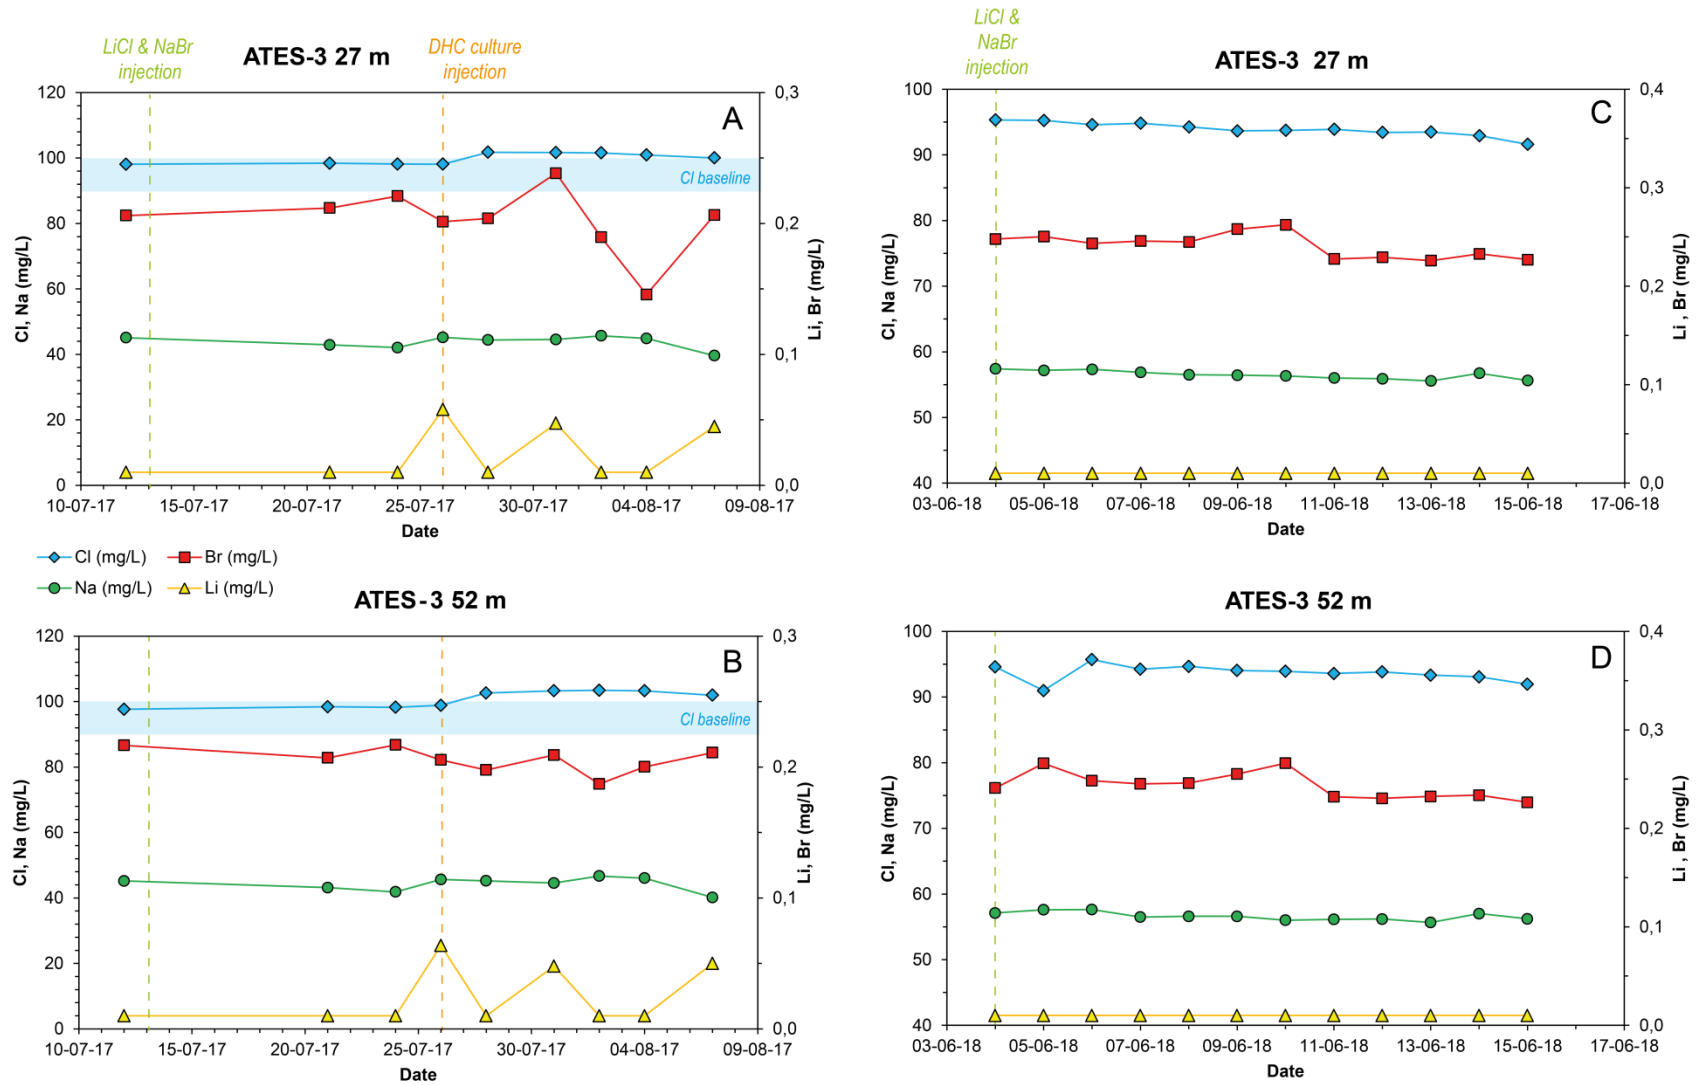 LiCl & NaBr
injection
ATES-3 27 m
DHC culture
injection
A
120
100
80
60
40
20
0
Cl, Na (mg/L)
0,3
0,2
0,1
0,0
Li, Br (mg/L)
Cl baseline
10-07-17 15-07-17 20-07-17 25-07-17 30-07-17 04-08-17 09-08-17
Date
LiCl &
NaBr
injection
ATES-3 27 m
C
100
90
80
70
60
50
40
Cl, Na (mg/L)
0,4
0,3
0,2
0,1
0,0
Li , Br (mg/L)
03-06-18 05-06-18 07-06-18 09-06-18 11-06-18 13-06-18 15-06-18 17-06-18
Date
Cl (mg/L) Br (mg/L)
Na (mg/L) Li (mg/L)
ATES-3 52 m
B
120
100
80
60
40
20
0
Cl, Na (mg/L)
0,3
0,2
0,1
0,0
Li, Br (mg/L)
Cl baseline
10-07-17 15-07-17 20-07-17 25-07-17 30-07-17 04-08-17 09-08-17
Date
ATES-3 52 m
D
100
90
80
70
60
50
40
Cl, Na (mg/L)
0,4
0,3
0,2
0,1
0,0
Li , Br (mg/L)
03-06-18 05-06-18 07-06-18 09-06-18 11-06-18 13-06-18 15-06-18 17-06-18
Date